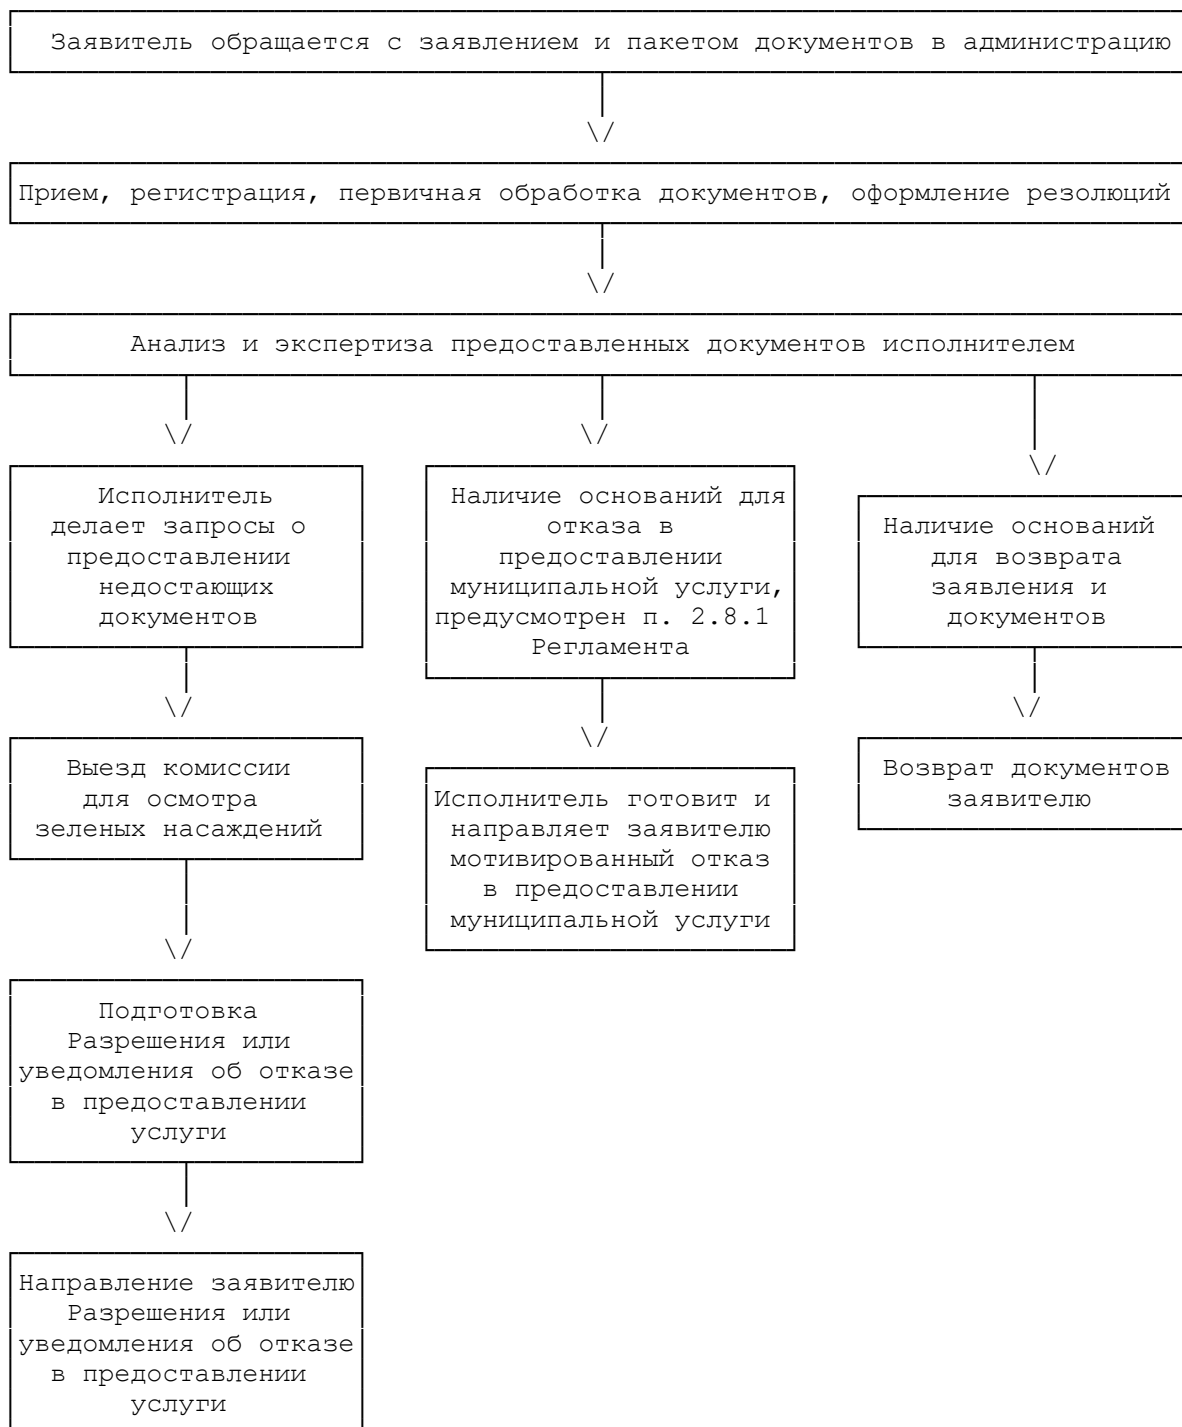 Заявитель обращается с заявлением и пакетом документов в администрацию
Прием, регистрация, первичная обработка документов, оформление резолюций
Анализ и экспертиза предоставленных документов исполнителем
Исполнитель
делает запросы о
предоставлении
недостающих
документов
Наличие оснований для
отказа в
предоставлении
муниципальной услуги,
предусмотрен п. 2.8.1
Регламента
Наличие оснований
для возврата
заявления и
документов
Выезд комиссии
для осмотра
зеленых насаждений
Исполнитель готовит и
направляет заявителю
мотивированный отказ
в предоставлении
муниципальной услуги
Возврат документов
заявителю
Подготовка
Разрешения или
уведомления об отказе
в предоставлении
услуги
Направление заявителю
Разрешения или
уведомления об отказе
в предоставлении
услуги